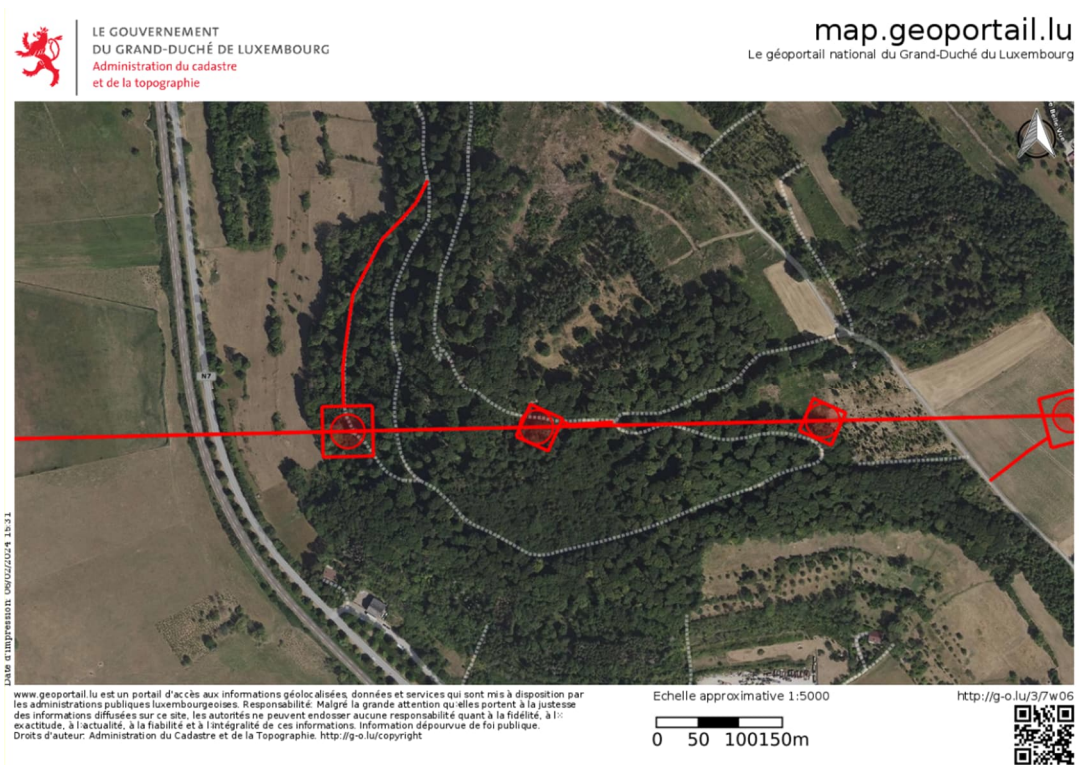 LE GOUVERNEMENT
DU GRAND-DUCHÉ DE LUXEMBOURG
Administration du cadastre
et de la topographie
map.geoportail.lu
Le géoportail national du Grand-Duché du Luxembourg
N7
Date d'impression: 06/02/2024 16:31
www.geoportail.lu est un portail d'accès aux informations géolocalisées, données et services qui sont mis à disposition par
les administrations publiques luxembourgeoises. Responsabilité: Malgré la grande attention qu'elles portent à la justesse
des informations diffusées sur ce site, les autorités ne peuvent endosser aucune responsabilité quant à la fidélité, à l'
exactitude, à l'actualité, à la fiabilité et à l'intégralité de ces informations. Information dépourvue de foi publique.
Droits d'auteur: Administration du Cadastre et de la Topographie. http://g-o.lu/copyright
Echelle approximative 1:5000
0 50 100150m
http://g-o.lu/3/7w06